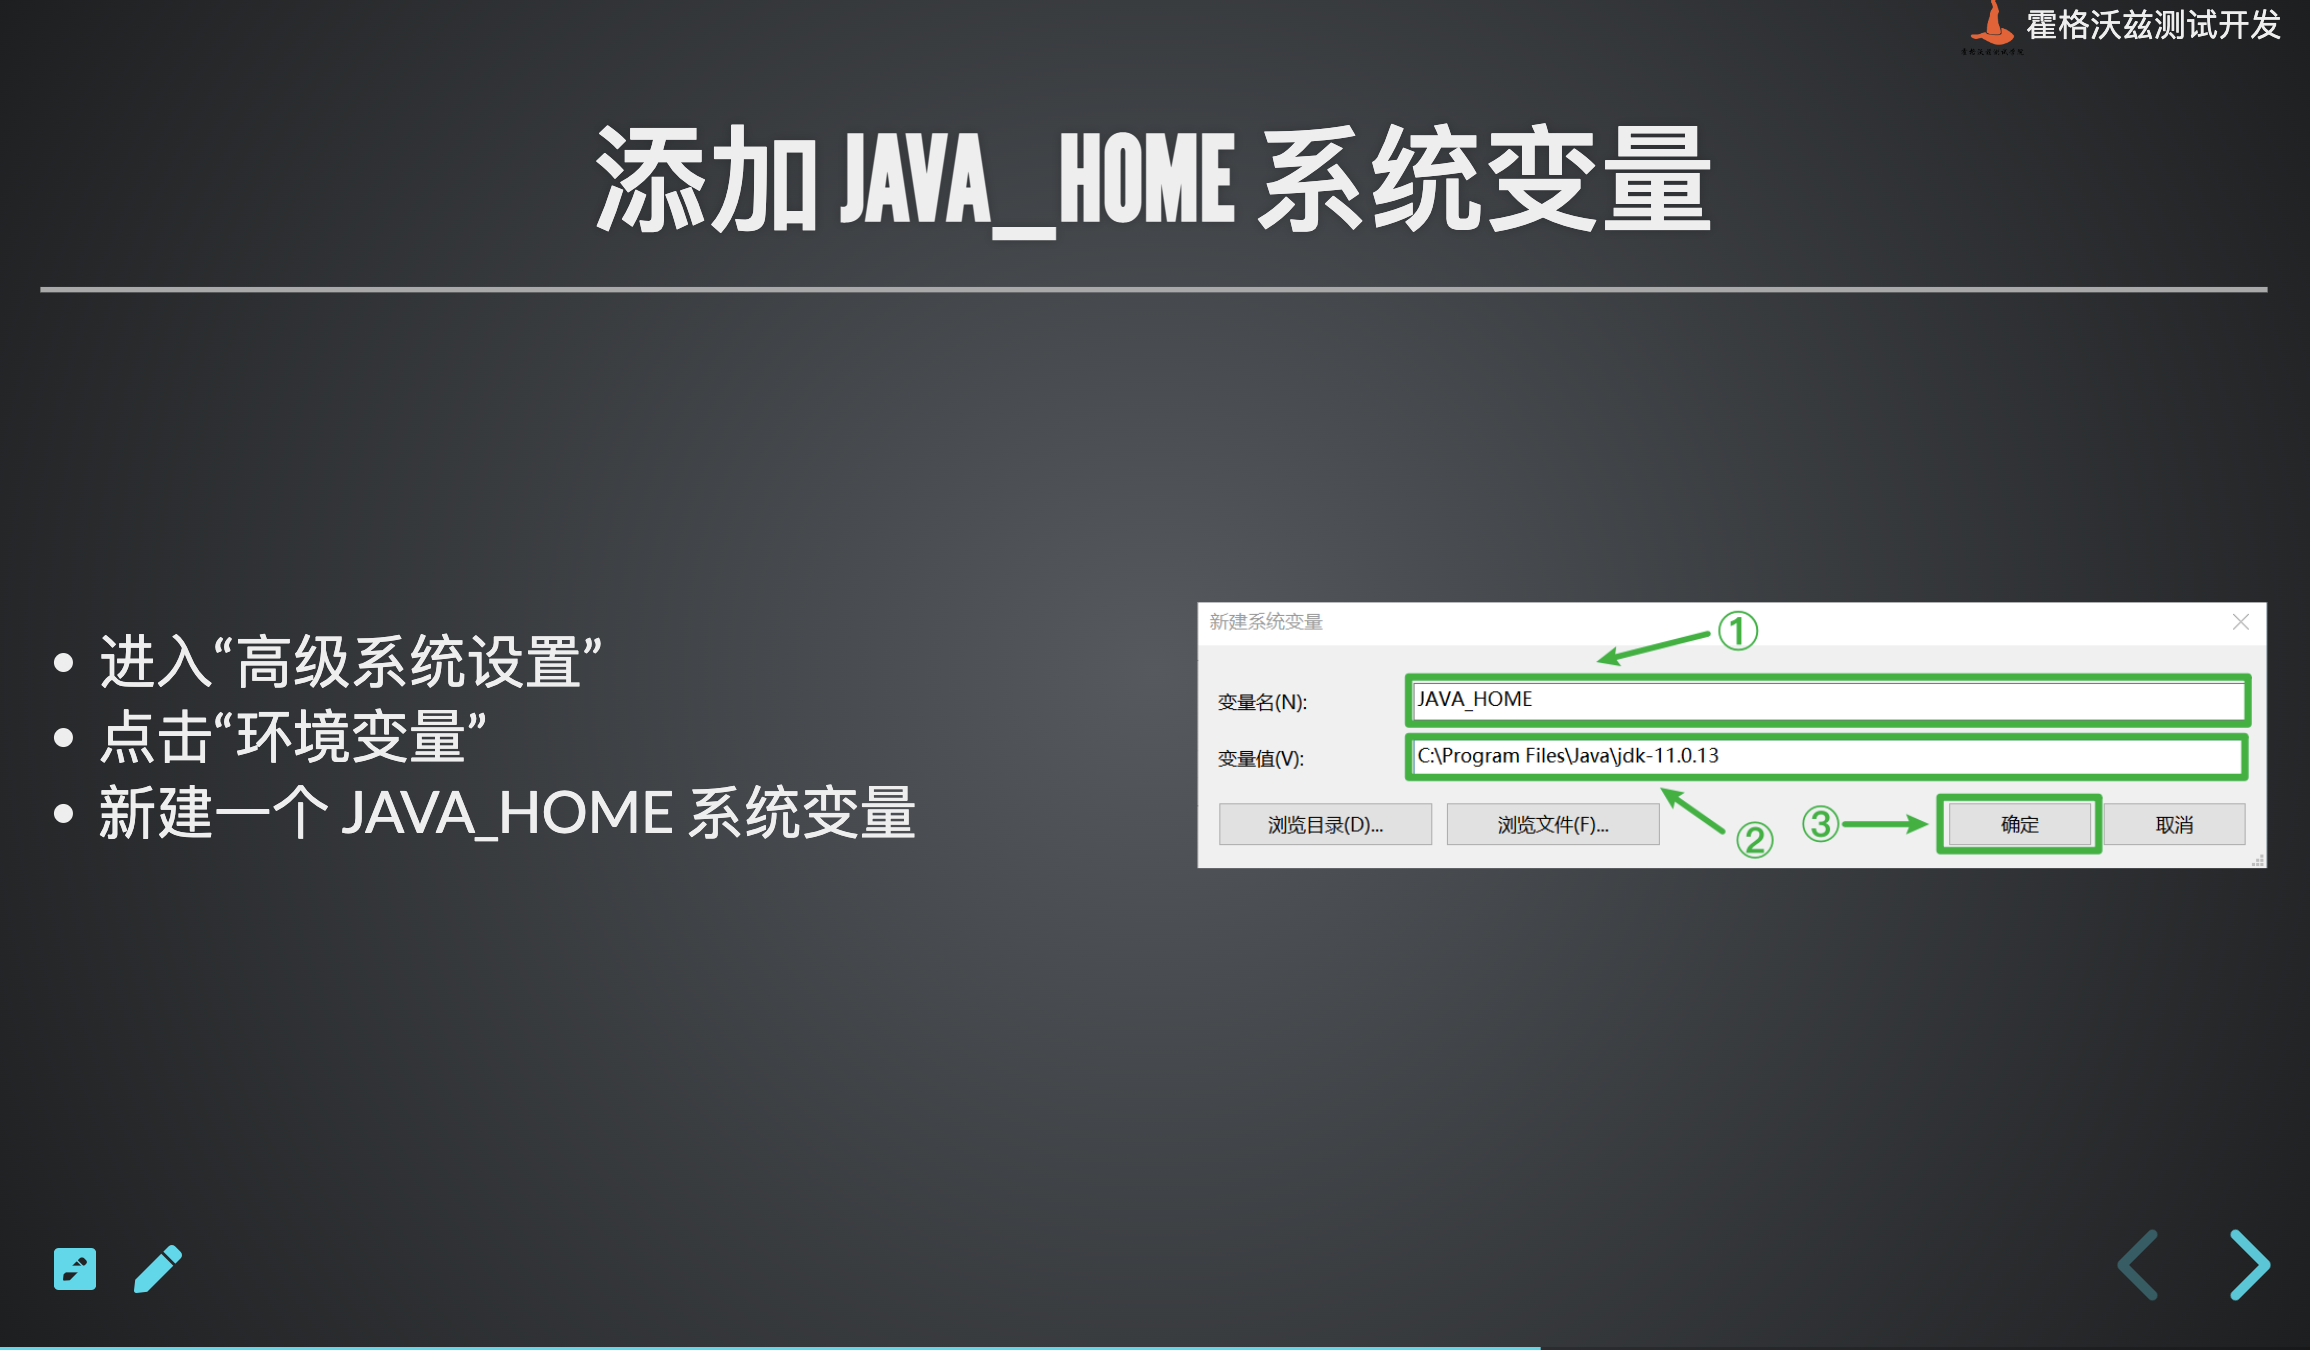 霍格沃兹测试开发
添加 JAVA_HOME 系统变量
• 进入“高级系统设置”
• 点击“环境变量”
• 新建一个 JAVA_HOME 系统变量
新建系统变量
①
变量名(N):
JAVA_HOME
变量值(V):
C:\Program Files\Java\jdk-11.0.13
浏览目录(D)...
浏览文件(F)...
②
③
确定
取消